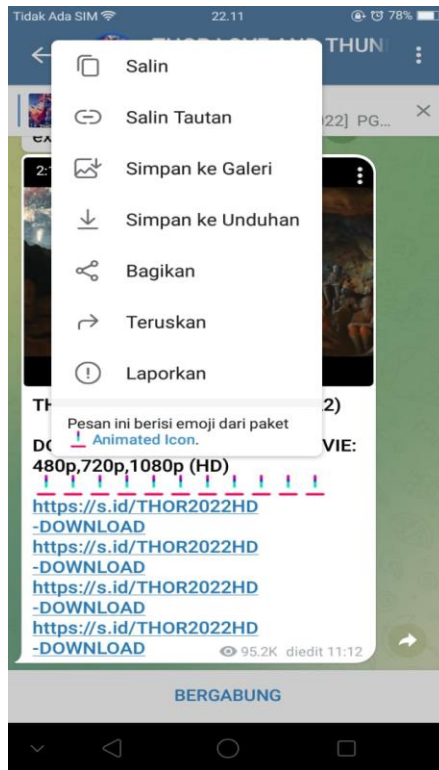 Tidak Ada SIM 22.11 78%
THOR LOVE AND THUN
Salin
Salin Tautan
22] PG...
Simpan ke Galeri
Simpan ke Unduhan
Bagikan
Teruskan
Laporkan
2)
Pesan ini berisi emoji dari paket
Animated Icon.
VIE:
480p,720p,1080p (HD)
https://s.id/THOR2022HD
-DOWNLOAD
https://s.id/THOR2022HD
-DOWNLOAD
https://s.id/THOR2022HD
-DOWNLOAD
https://s.id/THOR2022HD
-DOWNLOAD 95.2K diedit 11:12
BERGABUNG